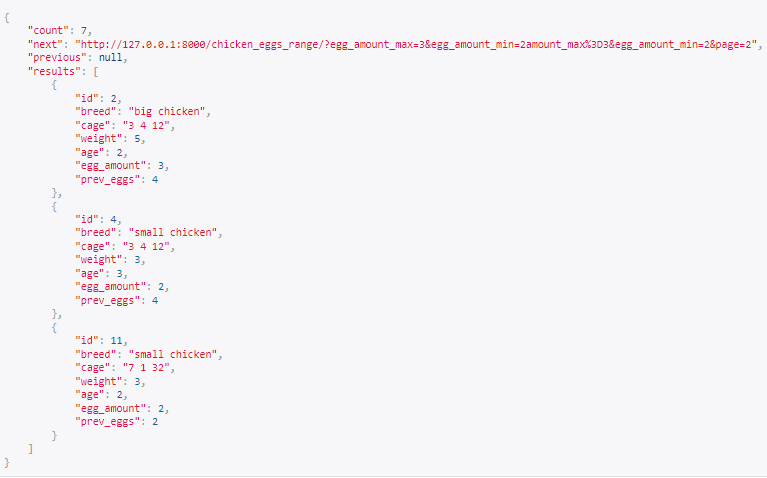 {
    "count": 7,
    "next": "http://127.0.0.1:8000/chicken_eggs_range/?egg_amount_max=3&egg_amount_min=2amount_max%3D3&egg_amount_min=2&page=2",
    "previous": null,
    "results": [
        {
            "id": 2,
            "breed": "big chicken",
            "cage": "3 4 12",
            "weight": 5,
            "age": 2,
            "egg_amount": 3,
            "prev_eggs": 4
        },
        {
            "id": 4,
            "breed": "small chicken",
            "cage": "3 4 12",
            "weight": 3,
            "age": 3,
            "egg_amount": 2,
            "prev_eggs": 4
        },
        {
            "id": 11,
            "breed": "small chicken",
            "cage": "7 1 32",
            "weight": 3,
            "age": 2,
            "egg_amount": 2,
            "prev_eggs": 2
        }
    ]
}